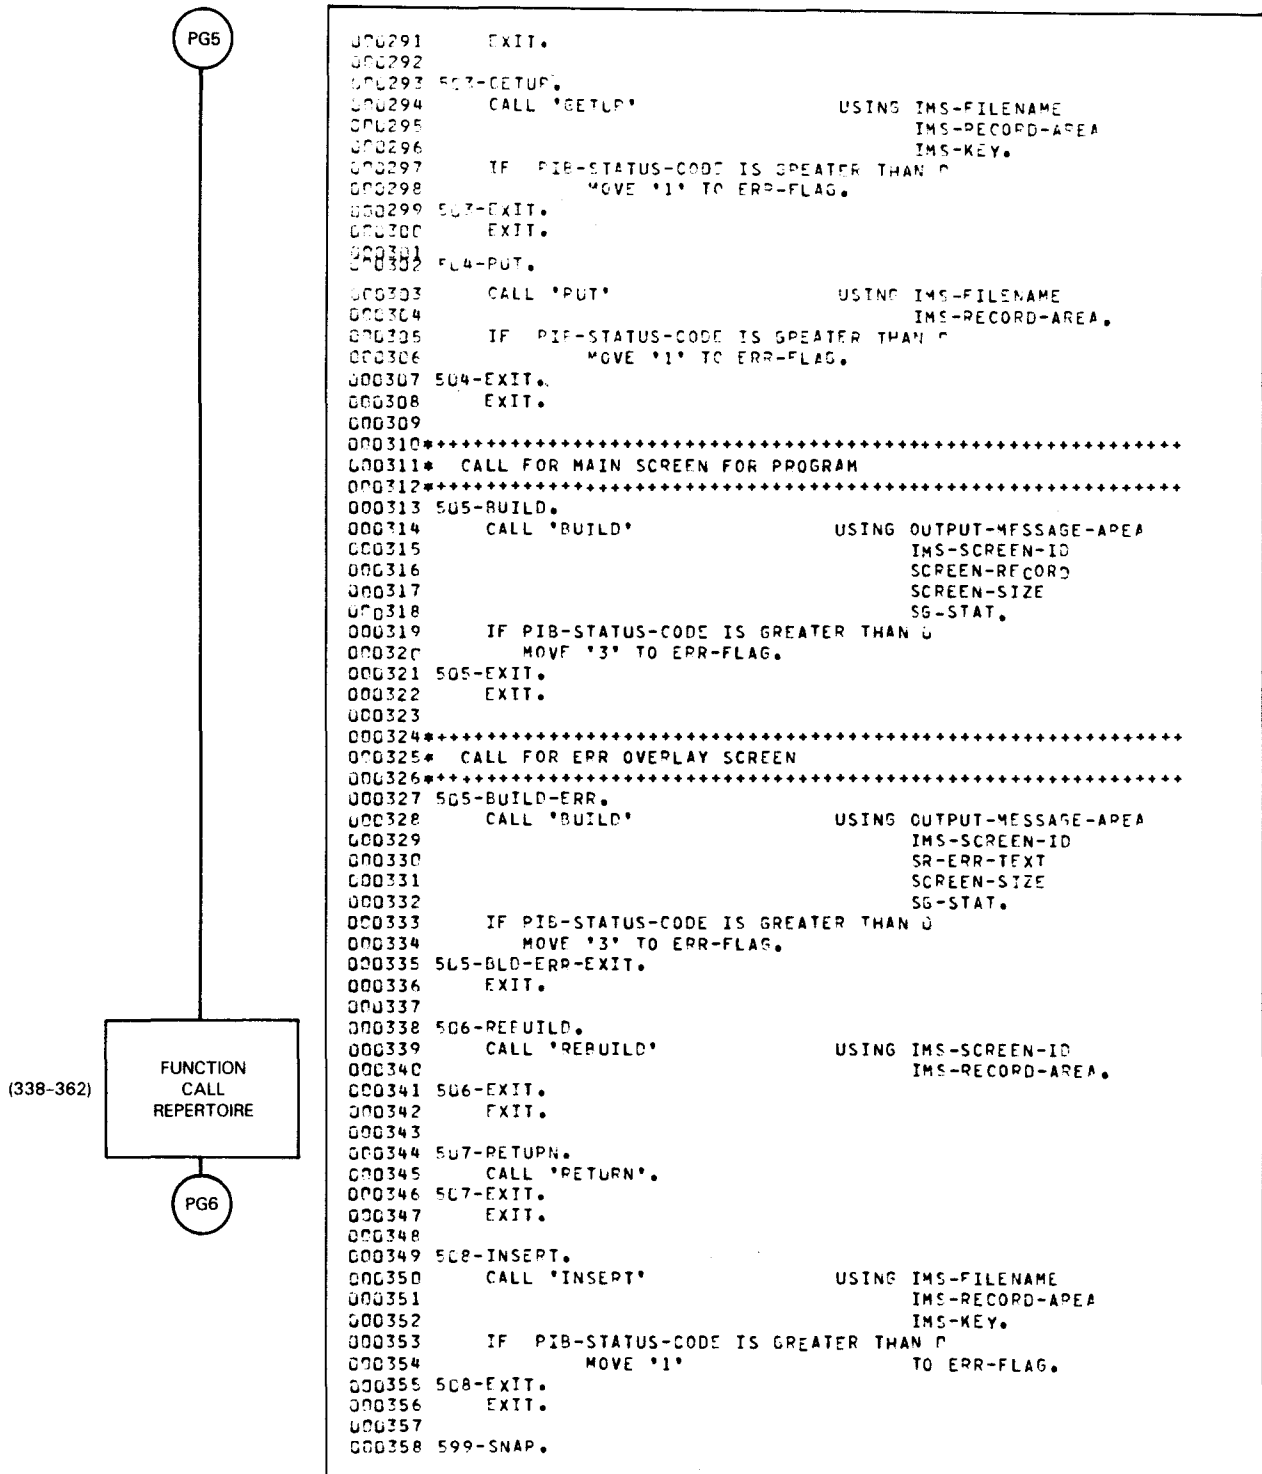 PG5
000291     EXIT.
000292
000293 503-GETUP.
000294     CALL 'GETUP'                USING IMS-FILENAME
000295                                       IMS-RECORD-AREA
000296                                       IMS-KEY.
000297     IF  PIB-STATUS-CODE IS GREATER THAN 0
000298             MOVE '1' TO ERR-FLAG.
000299 503-EXIT.
000300     EXIT.
000301
000302 504-PUT.
000303     CALL 'PUT'                  USING IMS-FILENAME
000304                                       IMS-RECORD-AREA.
000305     IF  PIB-STATUS-CODE IS GREATER THAN 0
000306             MOVE '1' TO ERR-FLAG.
000307 504-EXIT.
000308     EXIT.
000309
000310*++++++++++++++++++++++++++++++++++++++++++++++++++++++++++++
000311*  CALL FOR MAIN SCREEN FOR PROGRAM
000312*++++++++++++++++++++++++++++++++++++++++++++++++++++++++++++
000313 505-BUILD.
000314     CALL 'BUILD'                USING OUTPUT-MESSAGE-AREA
000315                                       IMS-SCREEN-ID
000316                                       SCREEN-RECORD
000317                                       SCREEN-SIZE
000318                                       SG-STAT.
000319     IF PIB-STATUS-CODE IS GREATER THAN 0
000320        MOVE '3' TO ERR-FLAG.
000321 505-EXIT.
000322     EXIT.
000323
000324*++++++++++++++++++++++++++++++++++++++++++++++++++++++++++++
000325*  CALL FOR ERR OVERLAY SCREEN
000326*++++++++++++++++++++++++++++++++++++++++++++++++++++++++++++
000327 505-BUILD-ERR.
000328     CALL 'BUILD'                USING OUTPUT-MESSAGE-AREA
000329                                       IMS-SCREEN-ID
000330                                       SR-ERR-TEXT
000331                                       SCREEN-SIZE
000332                                       SG-STAT.
000333     IF PIB-STATUS-CODE IS GREATER THAN 0
000334        MOVE '3' TO ERR-FLAG.
000335 505-BLD-ERR-EXIT.
000336     EXIT.
000337
000338 506-REBUILD.
000339     CALL 'REBUILD'              USING IMS-SCREEN-ID
000340                                       IMS-RECORD-AREA.
000341 506-EXIT.
000342     EXIT.
000343
000344 507-RETURN.
000345     CALL 'RETURN'.
000346 507-EXIT.
000347     EXIT.
000348
000349 508-INSERT.
000350     CALL 'INSERT'               USING IMS-FILENAME
000351                                       IMS-RECORD-AREA
000352                                       IMS-KEY.
000353     IF  PIB-STATUS-CODE IS GREATER THAN 0
000354             MOVE '1'                  TO ERR-FLAG.
000355 508-EXIT.
000356     EXIT.
000357
000358 599-SNAP.
(338-362)
FUNCTION
CALL
REPERTOIRE
PG6